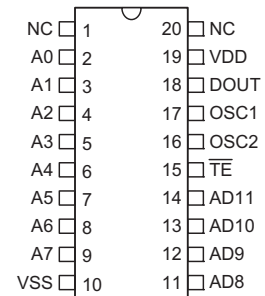 NC 1 20 NC
A0 2 19 VDD
A1 3 18 DOUT
A2 4 17 OSC1
A3 5 16 OSC2
A4 6 15 T̅E̅
A5 7 14 AD11
A6 8 13 AD10
A7 9 12 AD9
VSS 10 11 AD8